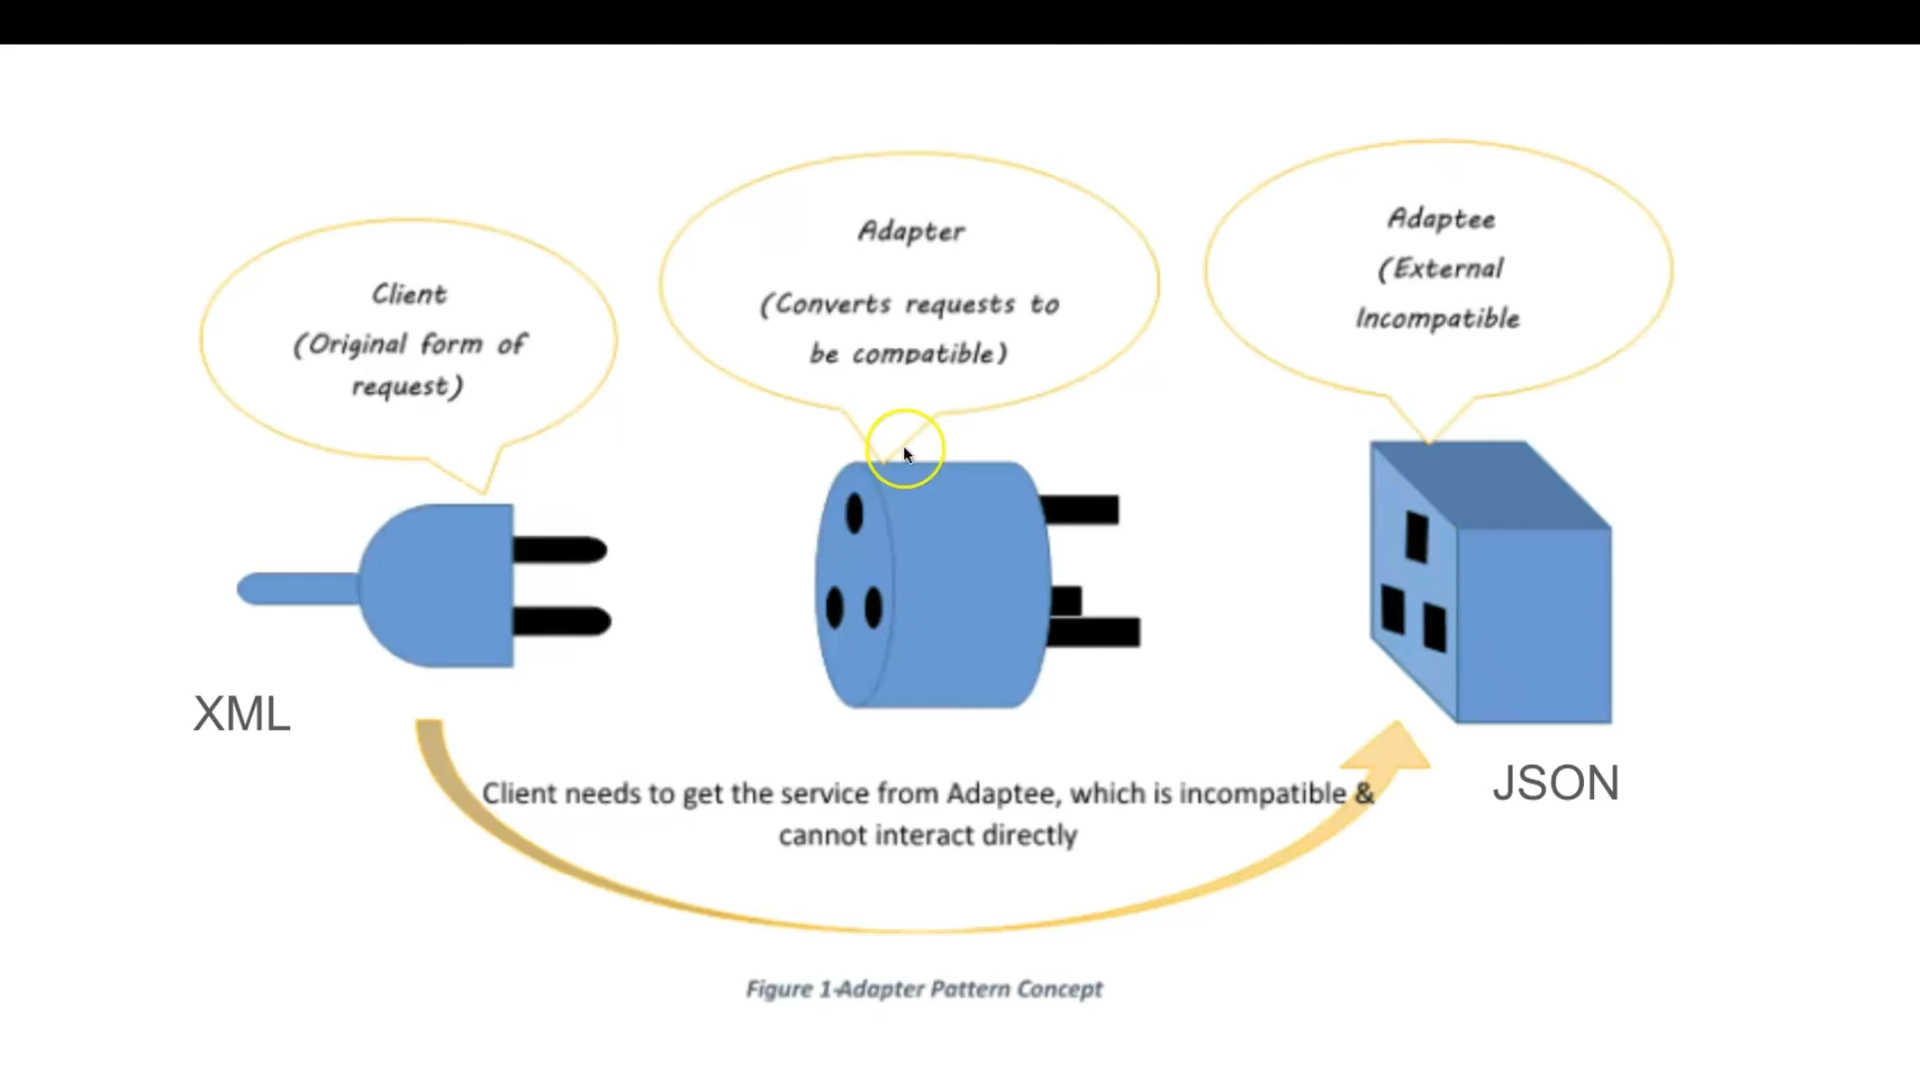 Client
(Original form of
request)
Adapter
(Converts requests to
be compatible)
Adaptee
(External
Incompatible
XML
JSON
Client needs to get the service from Adaptee, which is incompatible &
cannot interact directly
Figure 1-Adapter Pattern Concept